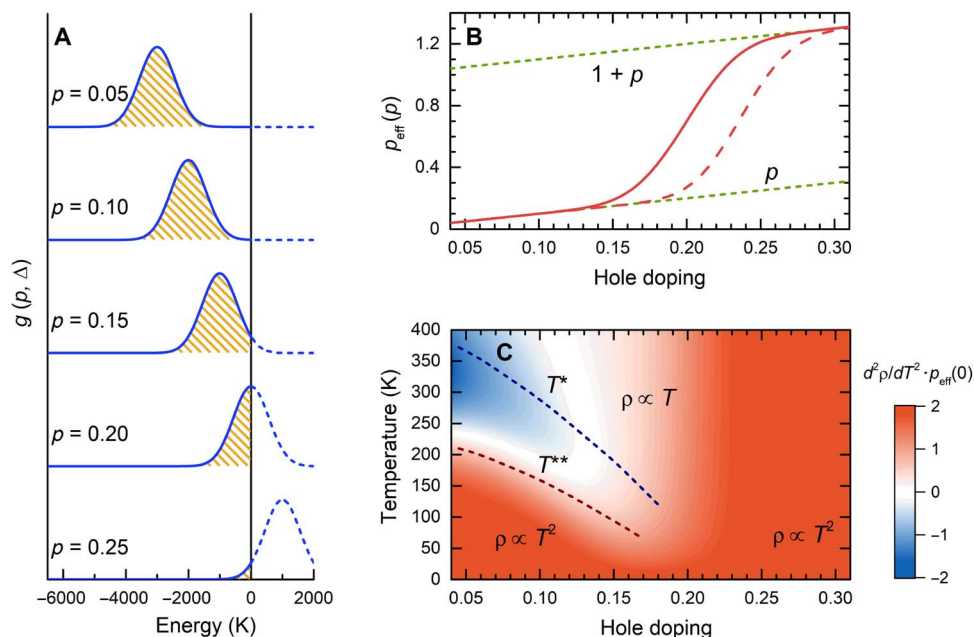 A
p = 0.05
p = 0.10
p = 0.15
p = 0.20
p = 0.25
g (p, Δ)
−6000 −4000 −2000 0 2000
Energy (K)
B
1.2
0.8
0.4
0
p_eff (p)
1 + p
p
0.05 0.10 0.15 0.20 0.25 0.30
Hole doping
C
400
350
300
250
200
150
100
50
0
Temperature (K)
T*
T**
ρ ∝ T
ρ ∝ T²
ρ ∝ T²
0.05 0.10 0.15 0.20 0.25 0.30
Hole doping
d²ρ/dT² · p_eff(0)
2
1
0
−1
−2